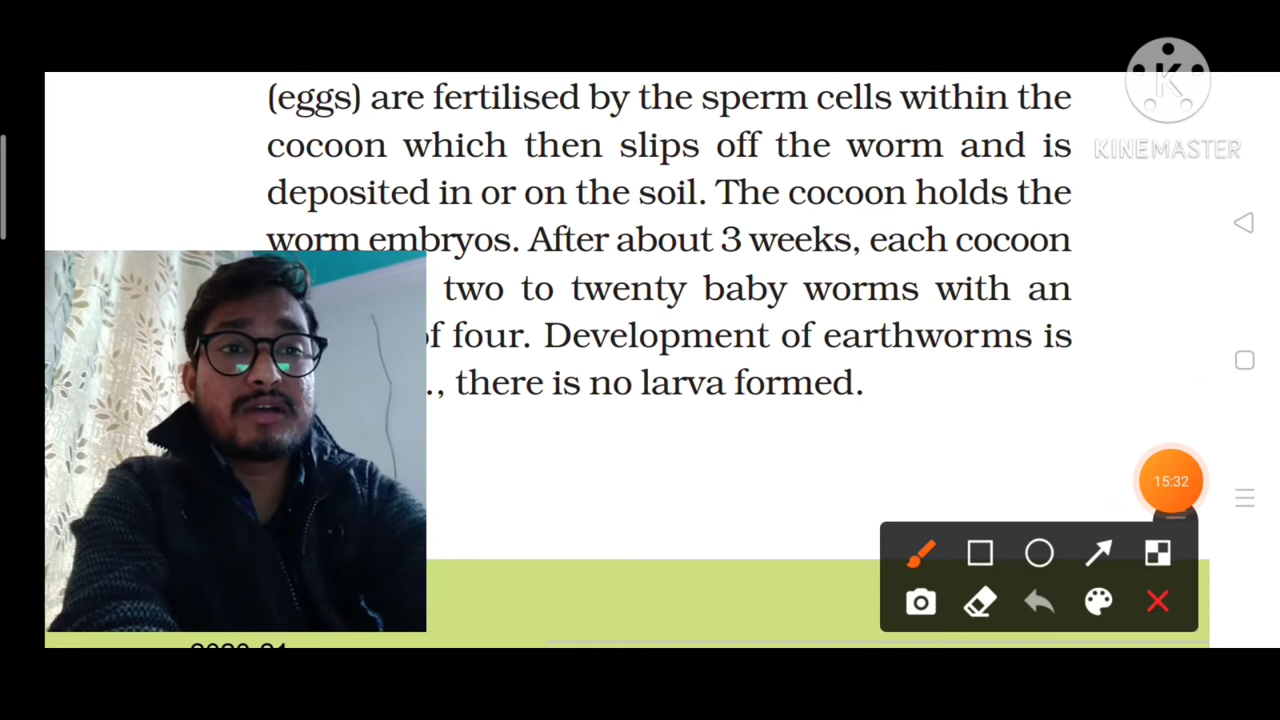 (eggs) are fertilised by the sperm cells within the
cocoon which then slips off the worm and is
deposited in or on the soil. The cocoon holds the
worm embryos. After about 3 weeks, each cocoon
two to twenty baby worms with an
of four. Development of earthworms is
., there is no larva formed.
KINEMASTER
15:32